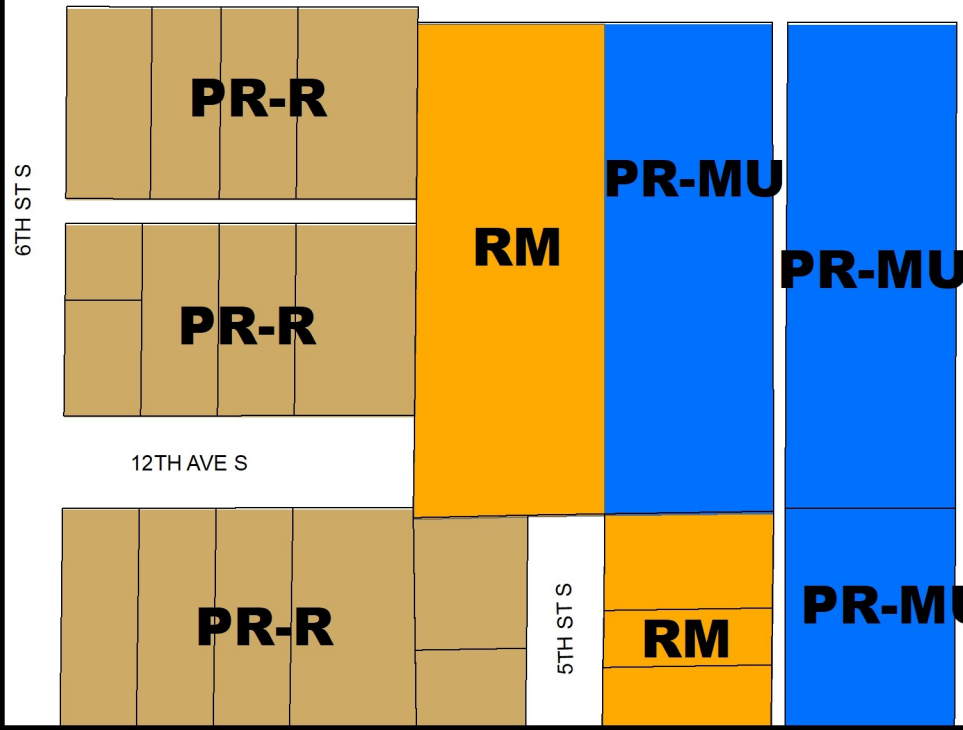 PR-R
PR-MU
6TH ST S
RM
PR-MU
PR-R
12TH AVE S
PR-R
5TH ST S
RM
PR-MU